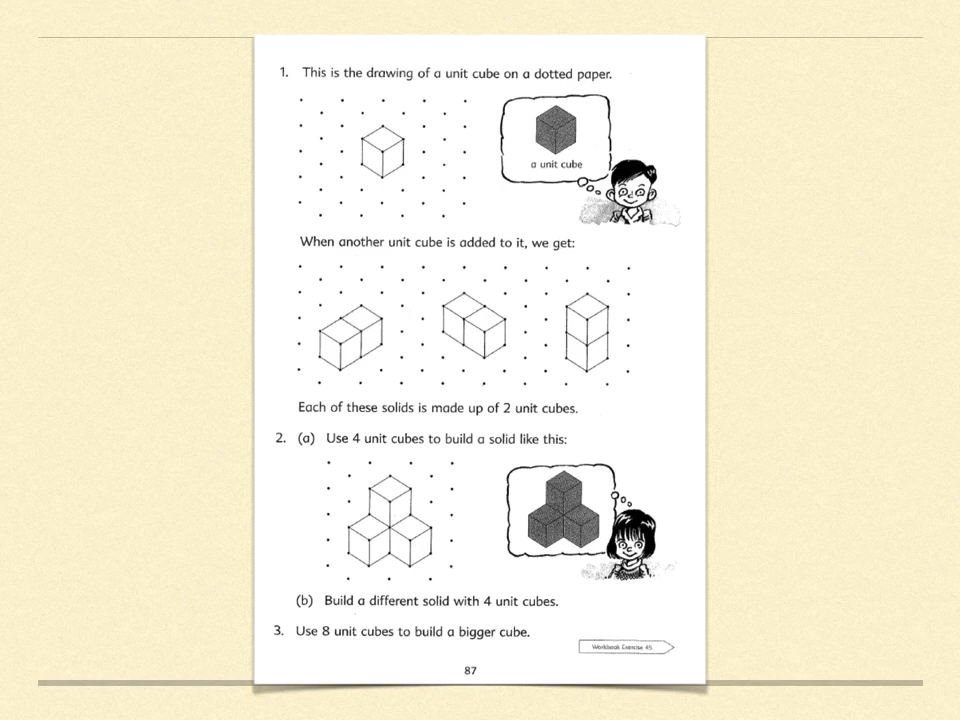 1. This is the drawing of a unit cube on a dotted paper.
a unit cube
When another unit cube is added to it, we get:
Each of these solids is made up of 2 unit cubes.
2. (a) Use 4 unit cubes to build a solid like this:
(b) Build a different solid with 4 unit cubes.
3. Use 8 unit cubes to build a bigger cube.
Workbook Exercise 45
87